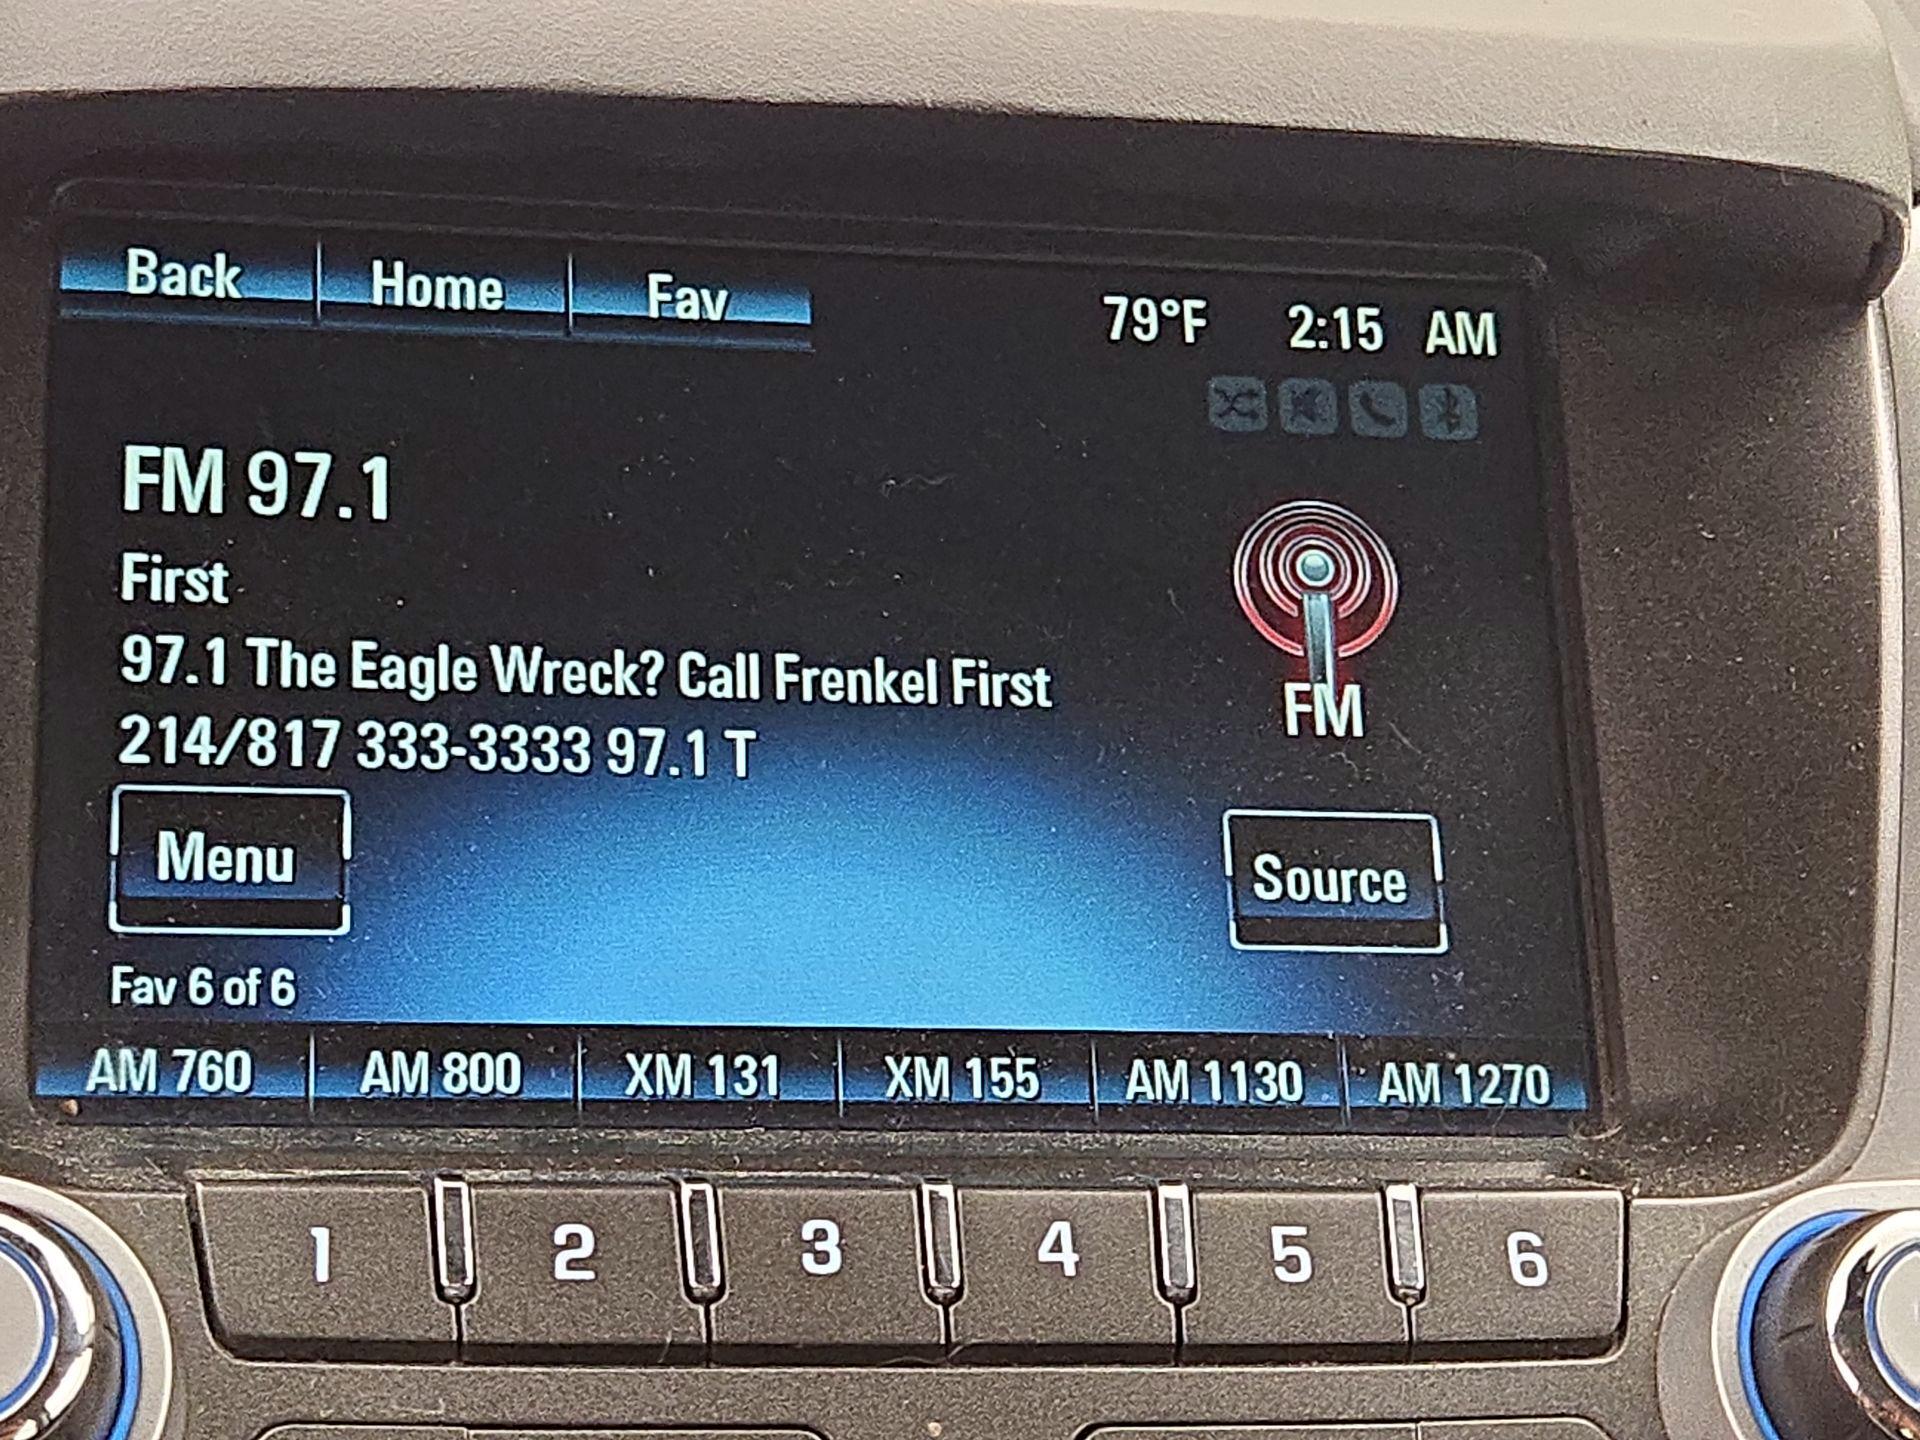 Back Home Fav
79°F 2:15 AM
FM 97.1
First
97.1 The Eagle Wreck? Call Frenkel First
214/817 333-3333 97.1 T
FM
Menu
Source
Fav 6 of 6
AM 760 AM 800 XM 131 XM 155 AM 1130 AM 1270
1 2 3 4 5 6